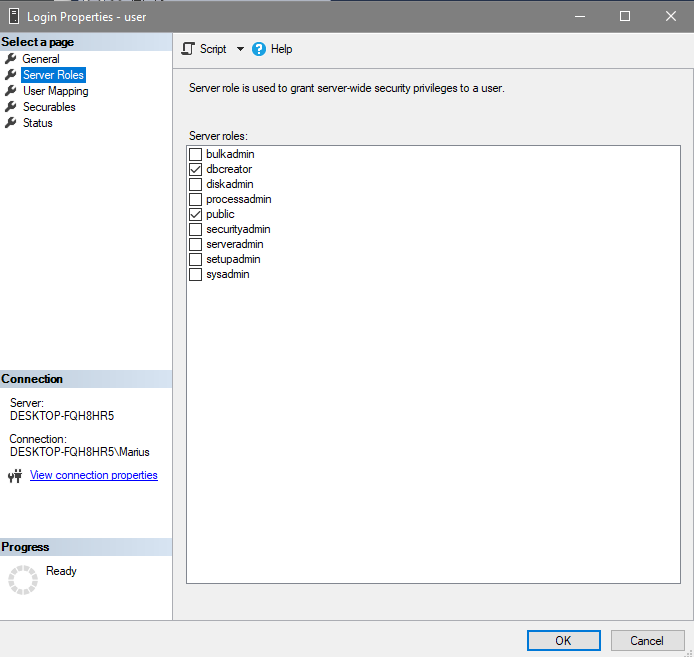 Login Properties - user
Select a page
General
Server Roles
User Mapping
Securables
Status
Script
Help
Server role is used to grant server-wide security privileges to a user.
Server roles:
bulkadmin
dbcreator
diskadmin
processadmin
public
securityadmin
serveradmin
setupadmin
sysadmin
Connection
Server:
DESKTOP-FQH8HR5
Connection:
DESKTOP-FQH8HR5\Marius
View connection properties
Progress
Ready
OK
Cancel